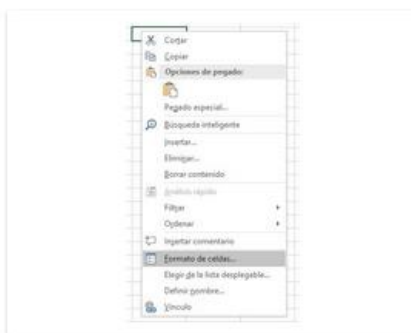 Cortar
Copiar
Opciones de pegado:
Pegado especial...
Búsqueda inteligente
Insertar...
Eliminar...
Borrar contenido
Análisis rápido
Filtrar
Ordenar
Insertar comentario
Formato de celdas...
Elegir de la lista desplegable...
Definir nombre...
Vínculo